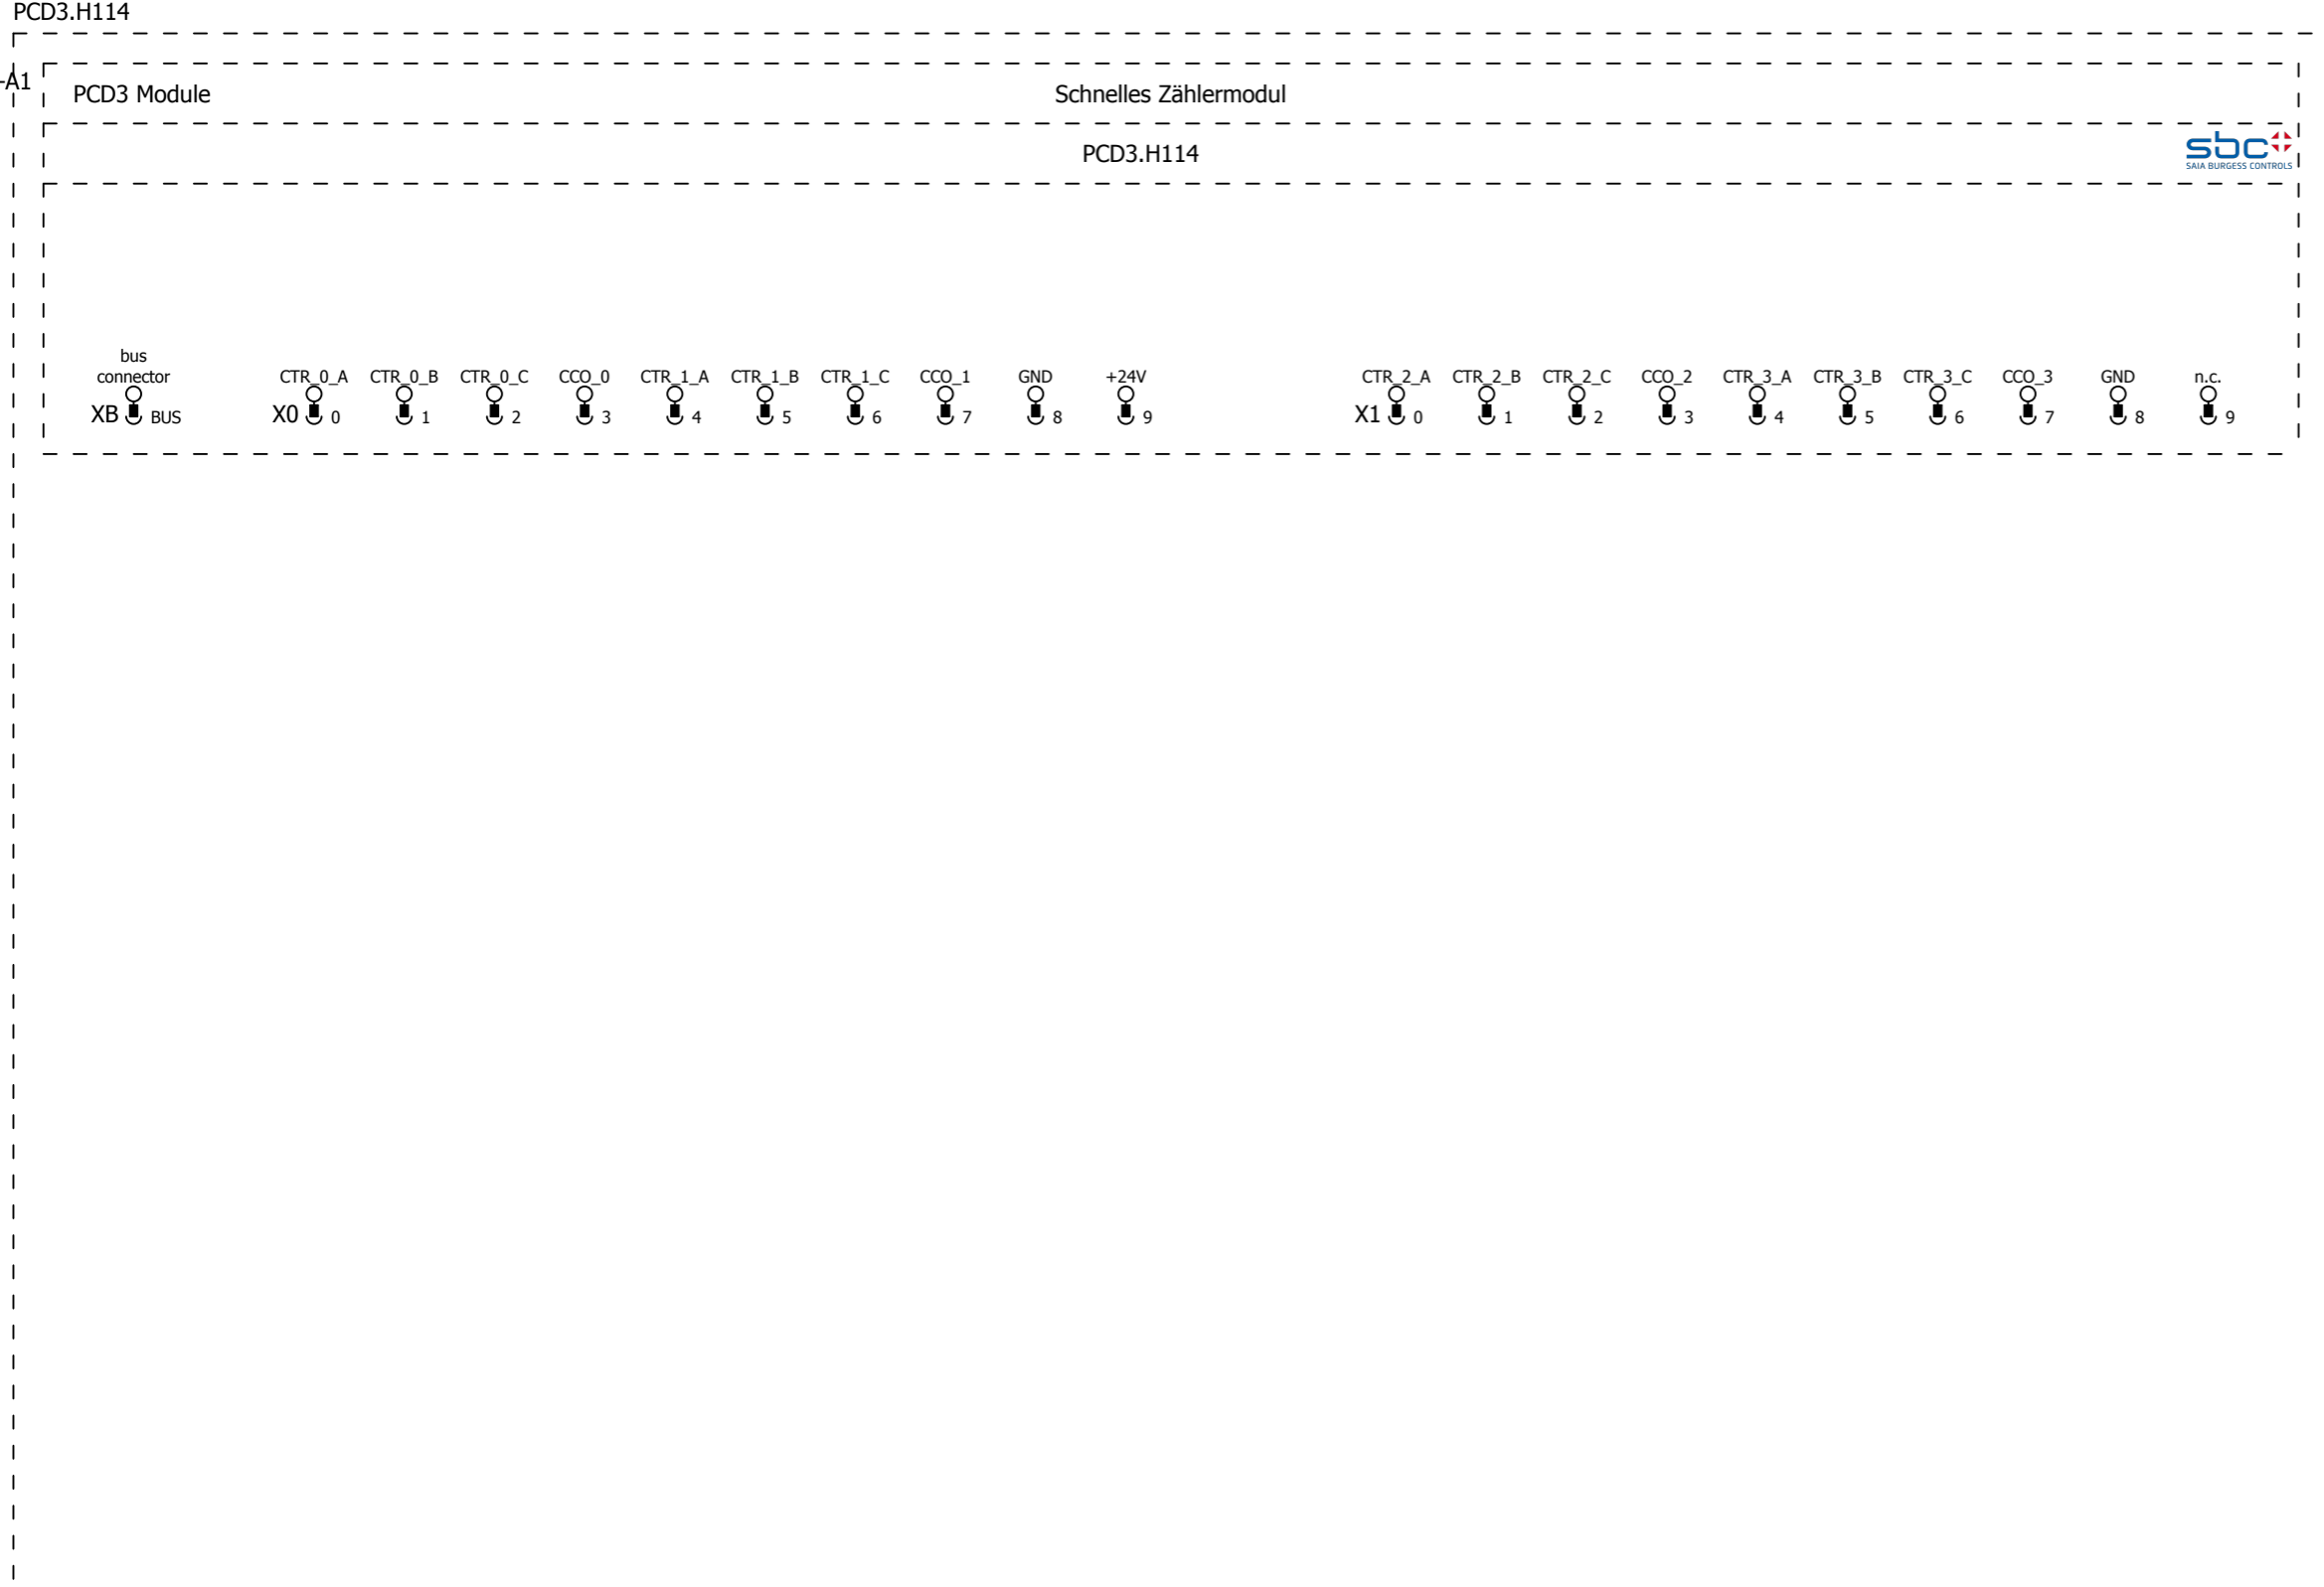 PCD3.H114
-A1
PCD3 Module Schnelles Zählermodul
PCD3.H114
sbc
SAIA BURGESS CONTROLS
bus
connector CTR_0_A CTR_0_B CTR_0_C CCO_0 CTR_1_A CTR_1_B CTR_1_C CCO_1 GND +24V CTR_2_A CTR_2_B CTR_2_C CCO_2 CTR_3_A CTR_3_B CTR_3_C CCO_3 GND n.c.
XB BUS X0 0 1 2 3 4 5 6 7 8 9 X1 0 1 2 3 4 5 6 7 8 9